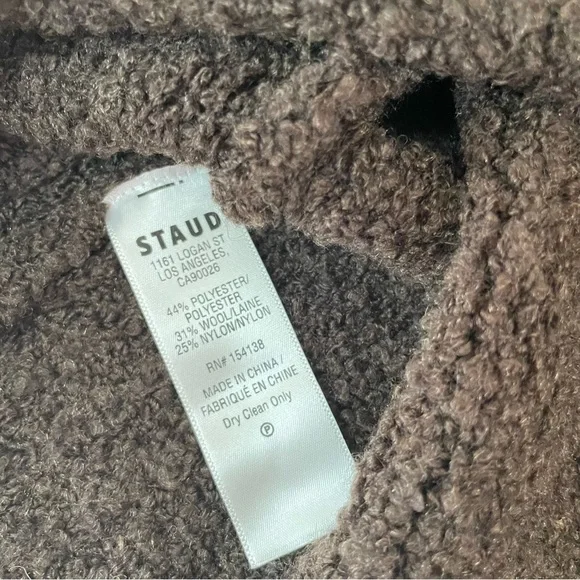 STAUD
1161 LOGAN ST
LOS ANGELES,
CA90026
44% POLYESTER/
POLYESTER
31% WOOL/LAINE
25% NYLON/NYLON
RN# 154138
MADE IN CHINA /
FABRIQUÉ EN CHINE
Dry Clean Only
P